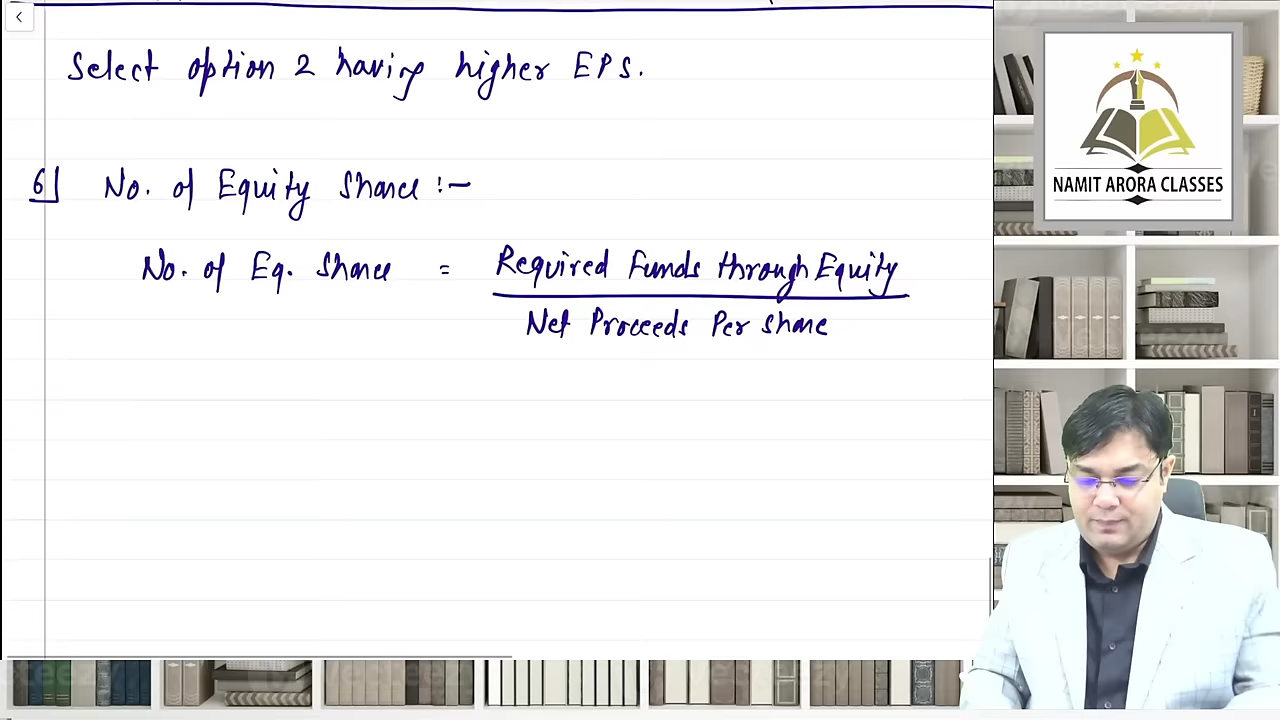 Select option 2 having higher EPS.
6] No. of Equity Share :-
No. of Eq. Share = Required Funds through Equity
Net Proceeds Per Share
NAMIT ARORA CLASSES